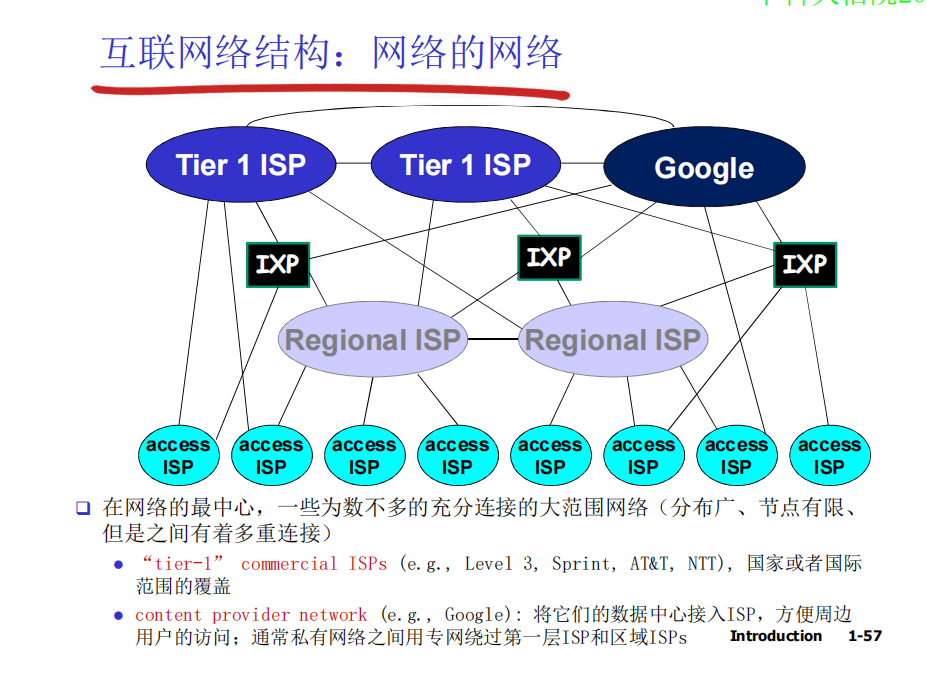 互联网络结构：网络的网络
Tier 1 ISP
Tier 1 ISP
Google
IXP
IXP
IXP
Regional ISP
Regional ISP
access
ISP
access
ISP
access
ISP
access
ISP
access
ISP
access
ISP
access
ISP
access
ISP
在网络的最中心，一些为数不多的充分连接的大范围网络（分布广、节点有限、
但是之间有着多重连接）
“tier-1” commercial ISPs (e.g., Level 3, Sprint, AT&T, NTT), 国家或者国际
范围的覆盖
content provider network (e.g., Google): 将它们的数据中心接入ISP，方便周边
用户的访问；通常私有网络之间用专网绕过第一层ISP和区域ISPs
Introduction 1-57